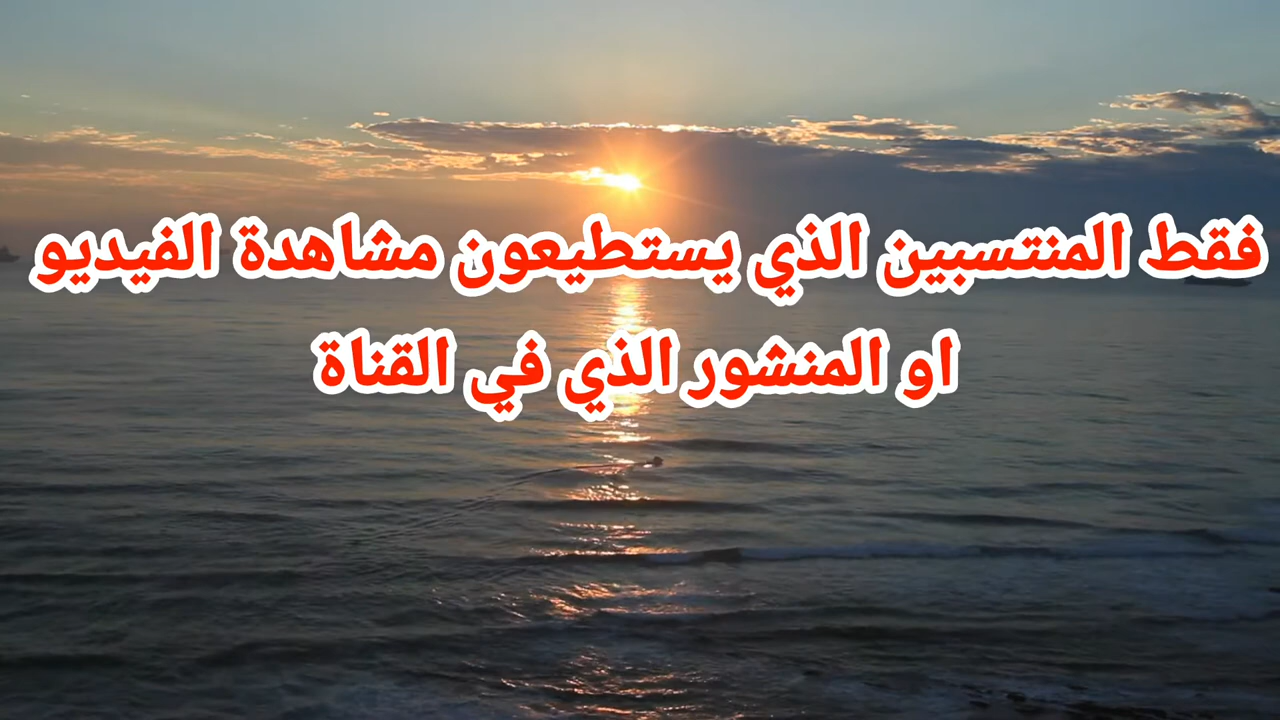 فقط المنتسبين الذي يستطيعون مشاهدة الفيديو
او المنشور الذي في القناة